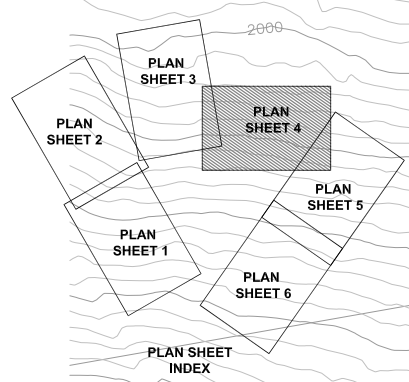 2000
PLAN
SHEET 3
PLAN
SHEET 4
PLAN
SHEET 2
PLAN
SHEET 5
PLAN
SHEET 1
PLAN
SHEET 6
PLAN SHEET
INDEX